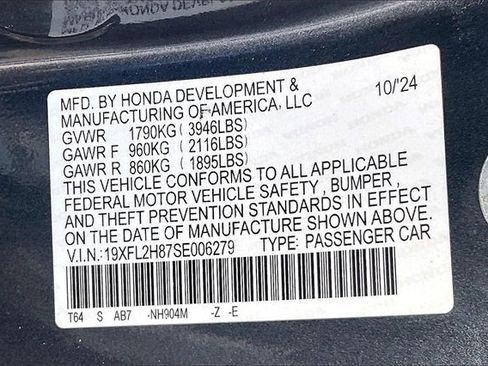 MFD. BY HONDA DEVELOPMENT & 10/'24
MANUFACTURING OF AMERICA, LLC
GVWR 1790KG (3946LBS)
GAWR F 960KG (2116LBS)
GAWR R 860KG (1895LBS)
THIS VEHICLE CONFORMS TO ALL APPLICABLE
FEDERAL MOTOR VEHICLE SAFETY , BUMPER ,
AND THEFT PREVENTION STANDARDS IN EFFECT
ON THE DATE OF MANUFACTURE SHOWN ABOVE.
V.I.N.:19XFL2H87SE006279 TYPE: PASSENGER CAR
T64 S AB7 -NH904M -Z -E